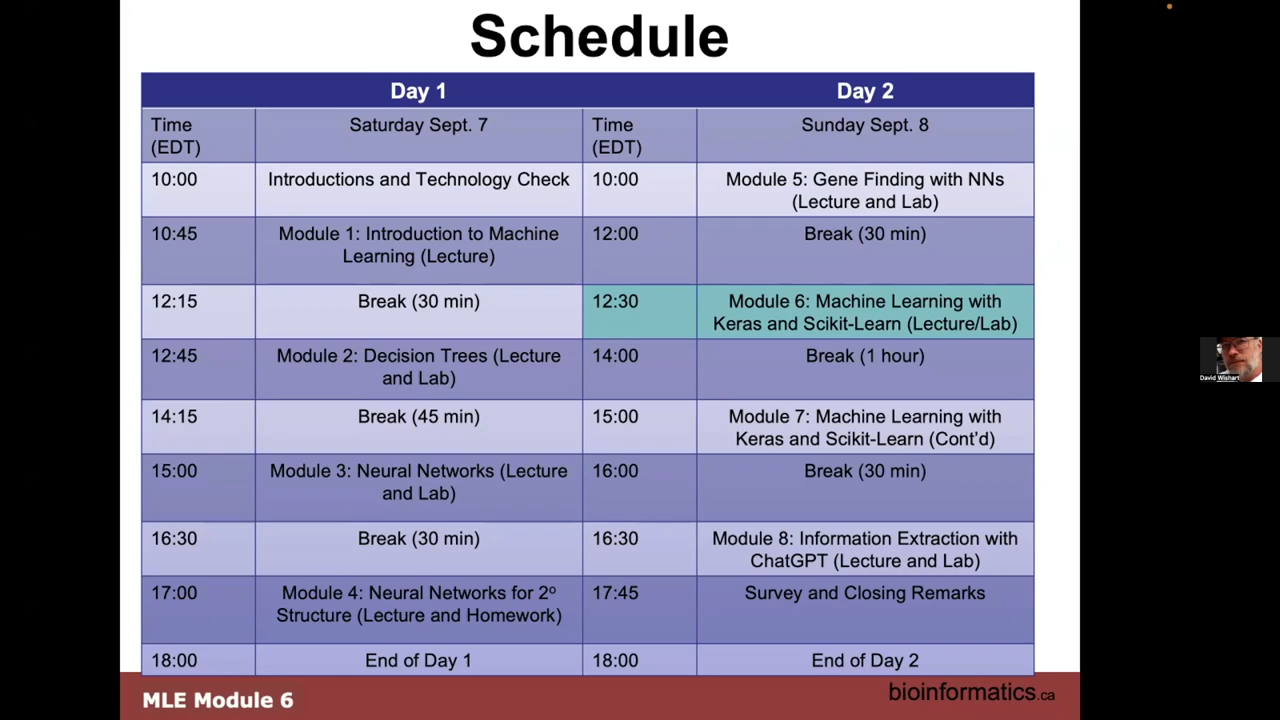 Schedule
Day 1
Day 2
Time
(EDT)
Saturday Sept. 7
Time
(EDT)
Sunday Sept. 8
10:00
Introductions and Technology Check
10:00
Module 5: Gene Finding with NNs
(Lecture and Lab)
10:45
Module 1: Introduction to Machine
Learning (Lecture)
12:00
Break (30 min)
12:15
Break (30 min)
12:30
Module 6: Machine Learning with
Keras and Scikit-Learn (Lecture/Lab)
12:45
Module 2: Decision Trees (Lecture
and Lab)
14:00
Break (1 hour)
14:15
Break (45 min)
15:00
Module 7: Machine Learning with
Keras and Scikit-Learn (Cont'd)
15:00
Module 3: Neural Networks (Lecture
and Lab)
16:00
Break (30 min)
16:30
Break (30 min)
16:30
Module 8: Information Extraction with
ChatGPT (Lecture and Lab)
17:00
Module 4: Neural Networks for 2º
Structure (Lecture and Homework)
17:45
Survey and Closing Remarks
18:00
End of Day 1
18:00
End of Day 2
MLE Module 6
bioinformatics.ca
David Wishart